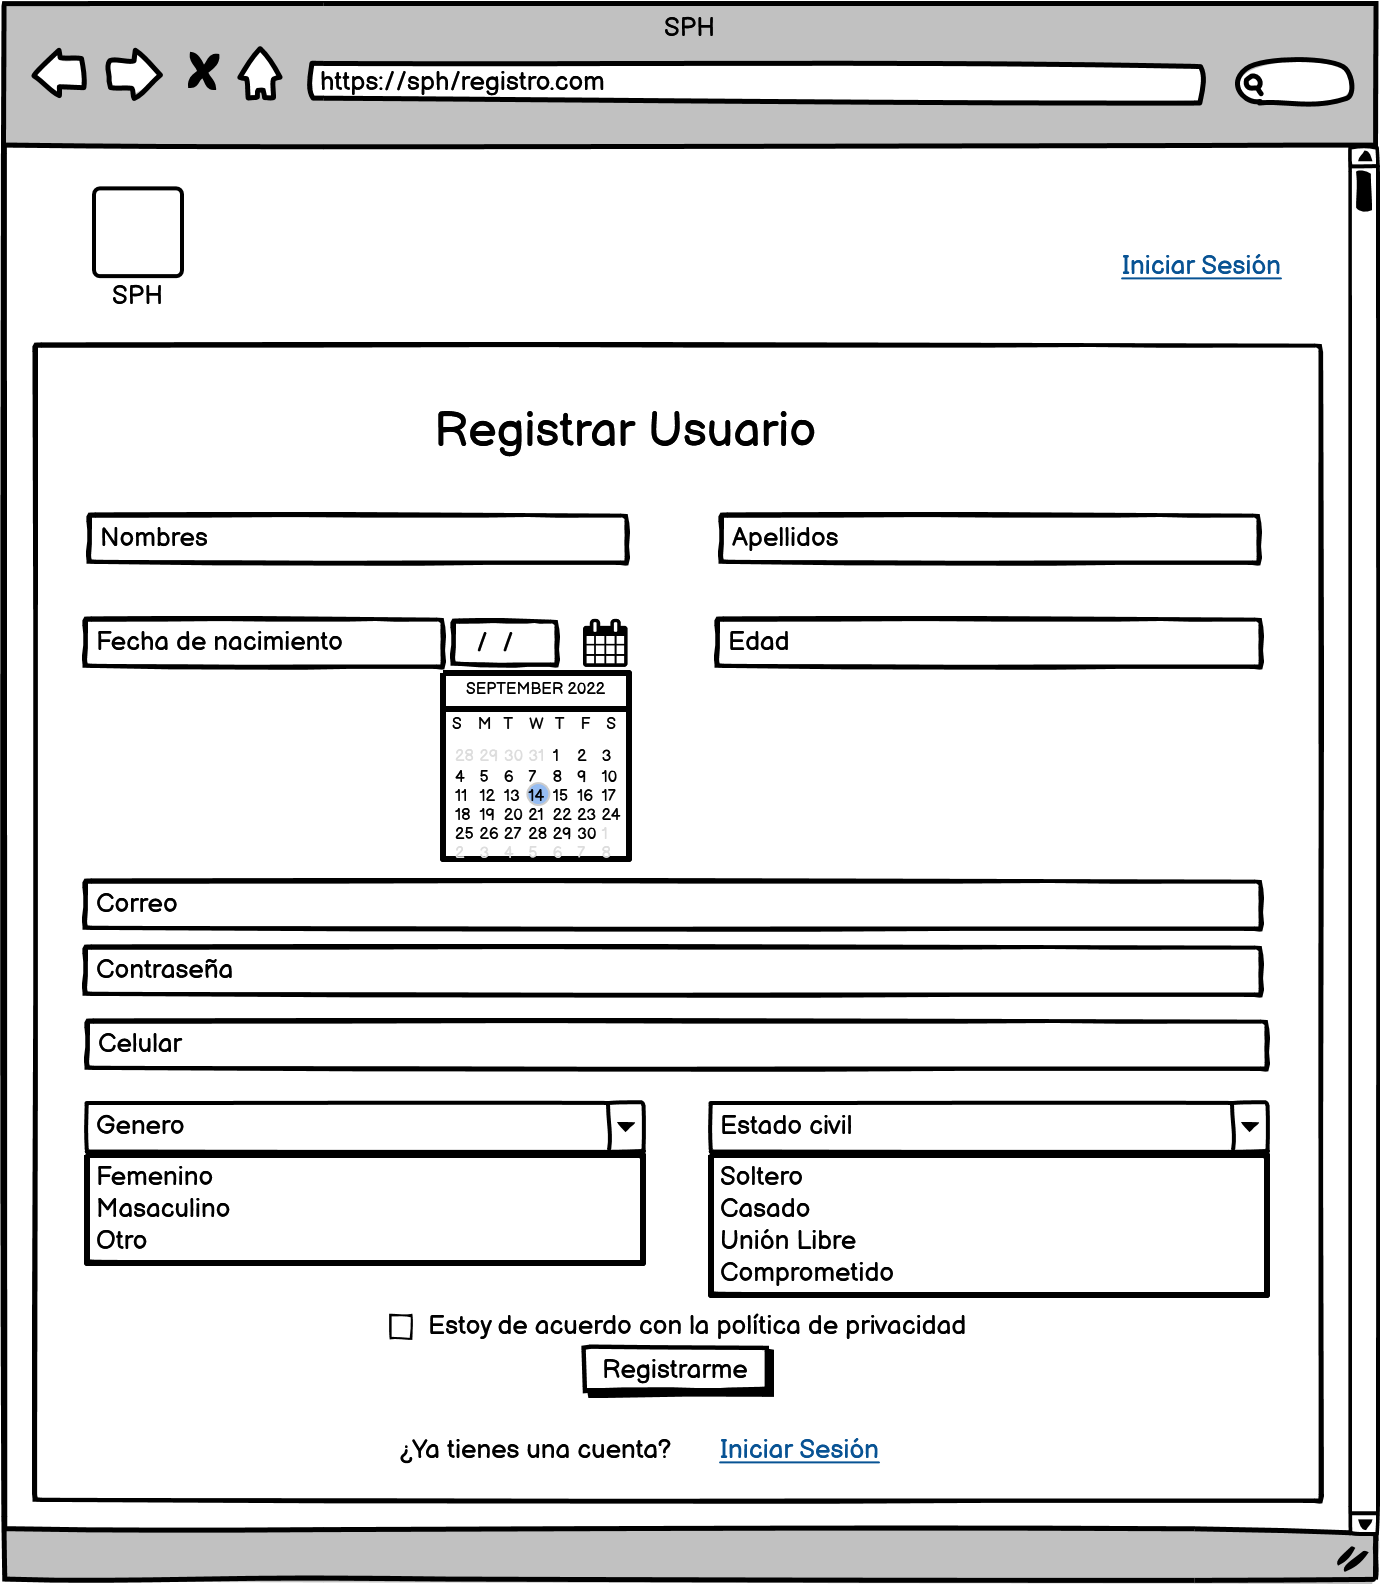 SPH
https://sph/registro.com
Iniciar Sesión
SPH
Registrar Usuario
Nombres
Apellidos
Fecha de nacimiento
/ /
Edad
SEPTEMBER 2022
S M T W T F S
28 29 30 31 1 2 3
4 5 6 7 8 9 10
11 12 13 14 15 16 17
18 19 20 21 22 23 24
25 26 27 28 29 30 1
2 3 4 5 6 7 8
Correo
Contraseña
Celular
Genero
Femenino
Masaculino
Otro
Estado civil
Soltero
Casado
Unión Libre
Comprometido
Estoy de acuerdo con la política de privacidad
Registrarme
¿Ya tienes una cuenta? Iniciar Sesión